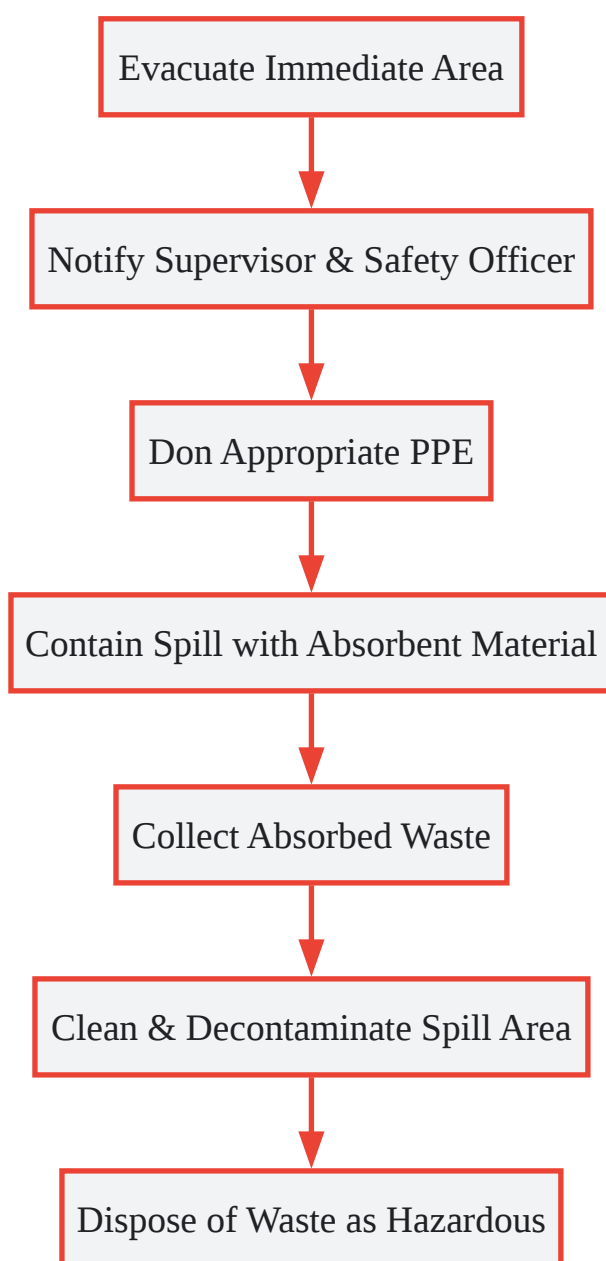 Evacuate Immediate Area
Notify Supervisor & Safety Officer
Don Appropriate PPE
Contain Spill with Absorbent Material
Collect Absorbed Waste
Clean & Decontaminate Spill Area
Dispose of Waste as Hazardous